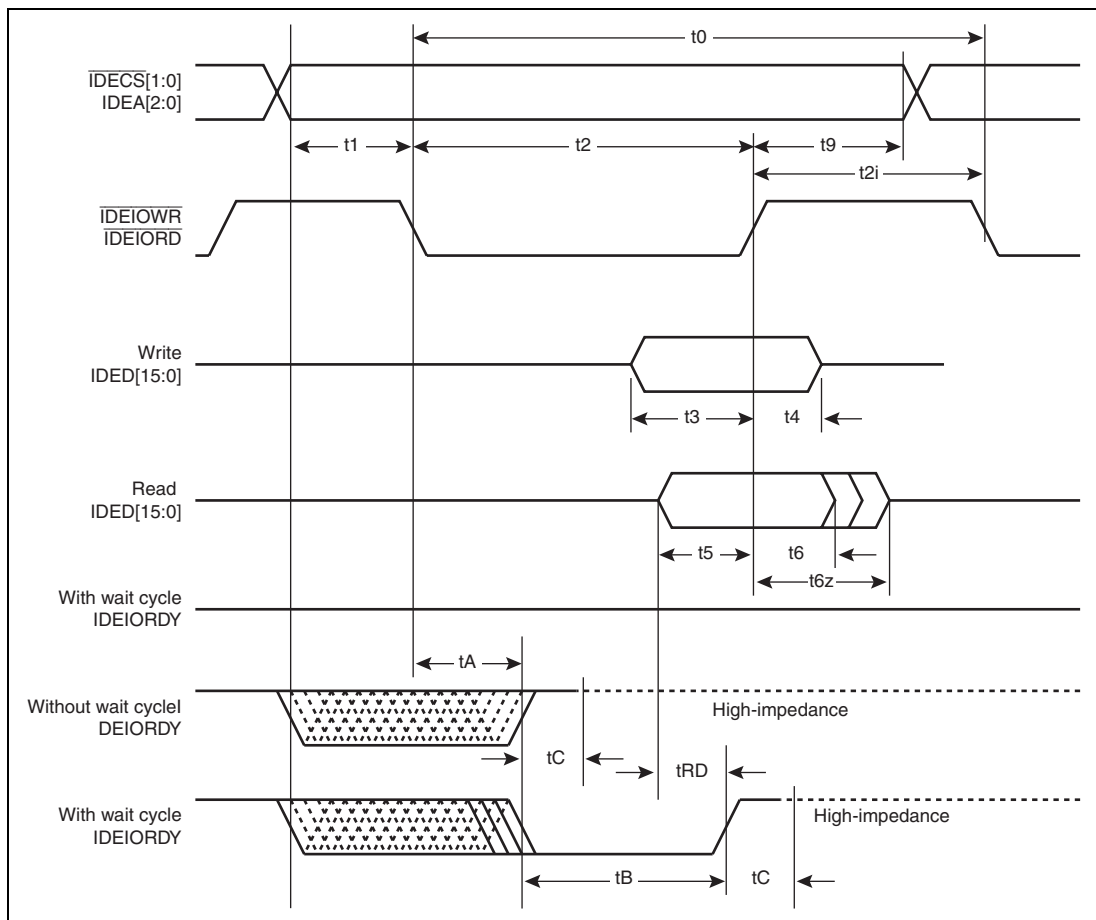 t0
IDECS[1:0]
IDEA[2:0]
t1
t2
t9
t2i
IDEIOWR
IDEIORD
Write
IDED[15:0]
t3
t4
Read
IDED[15:0]
t5
t6
t6z
With wait cycle
IDEIORDY
tA
Without wait cycleI
DEIORDY
High-impedance
tC
tRD
With wait cycle
IDEIORDY
High-impedance
tB
tC